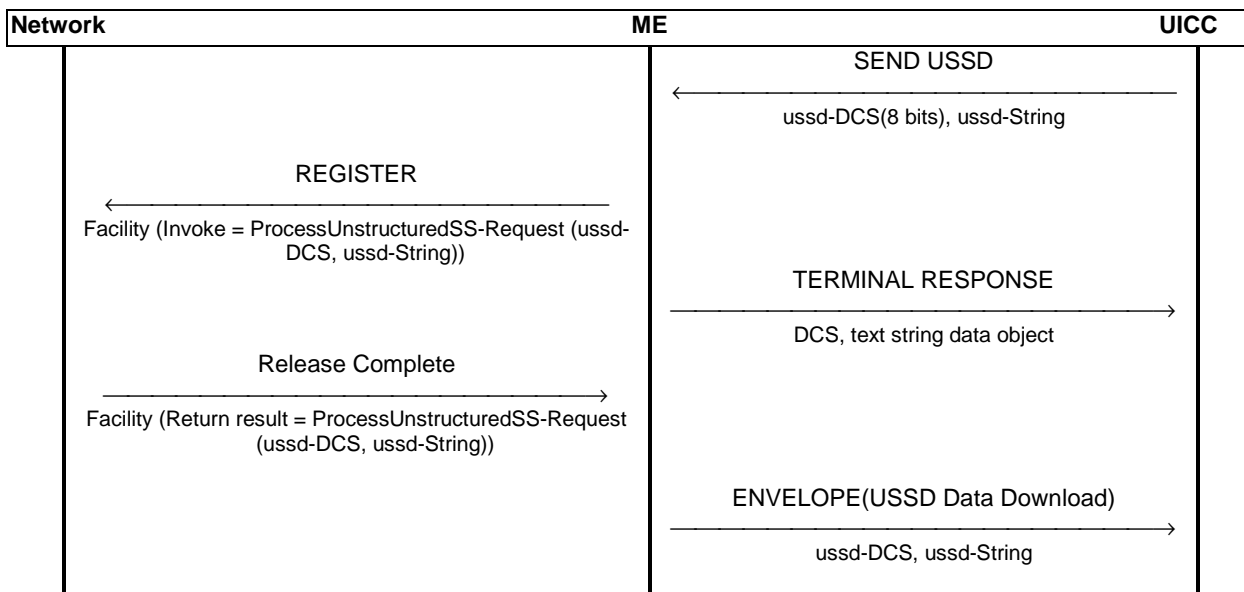 Network ME UICC
SEND USSD
ussd-DCS(8 bits), ussd-String
REGISTER
Facility (Invoke = ProcessUnstructuredSS-Request (ussd-
DCS, ussd-String))
TERMINAL RESPONSE
DCS, text string data object
Release Complete
Facility (Return result = ProcessUnstructuredSS-Request
(ussd-DCS, ussd-String))
ENVELOPE(USSD Data Download)
ussd-DCS, ussd-String